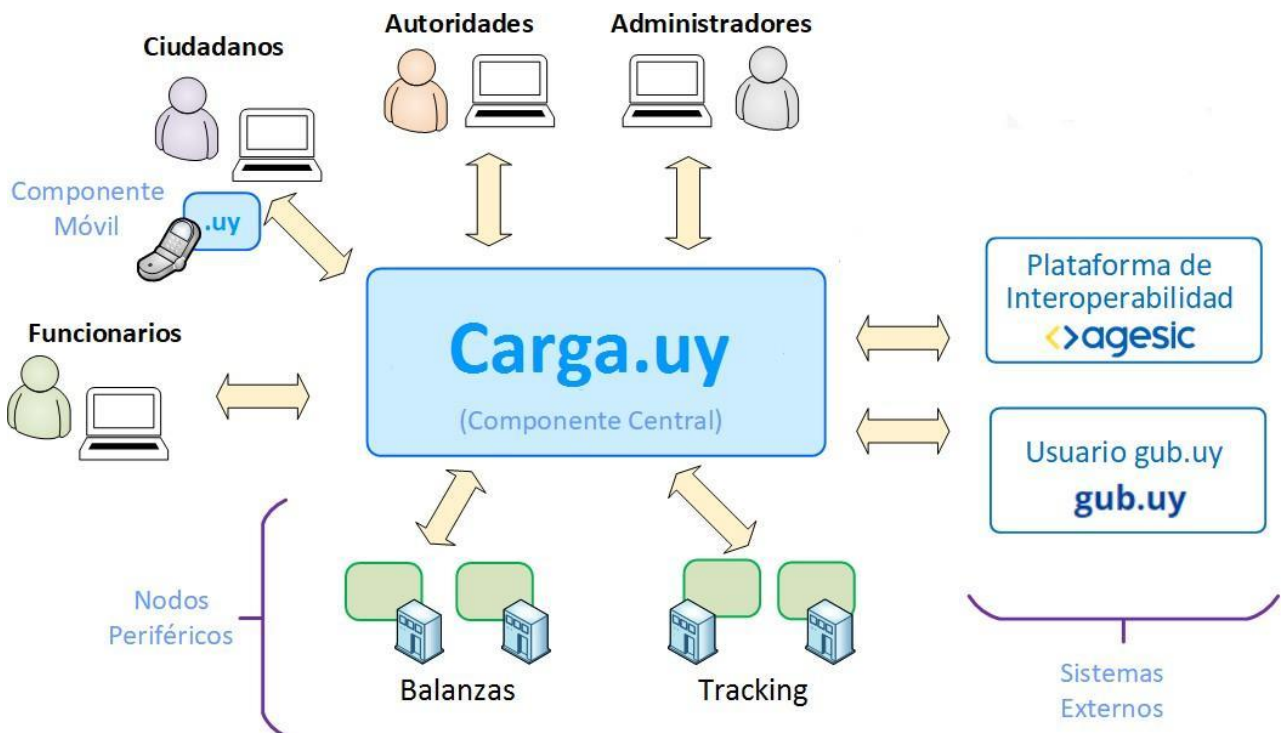 Autoridades
Administradores
Ciudadanos
Componente
Móvil
.uy
Funcionarios
Carga.uy
(Componente Central)
Plataforma de
Interoperabilidad
<>agesic
Usuario gub.uy
gub.uy
Nodos
Periféricos
Balanzas
Tracking
Sistemas
Externos